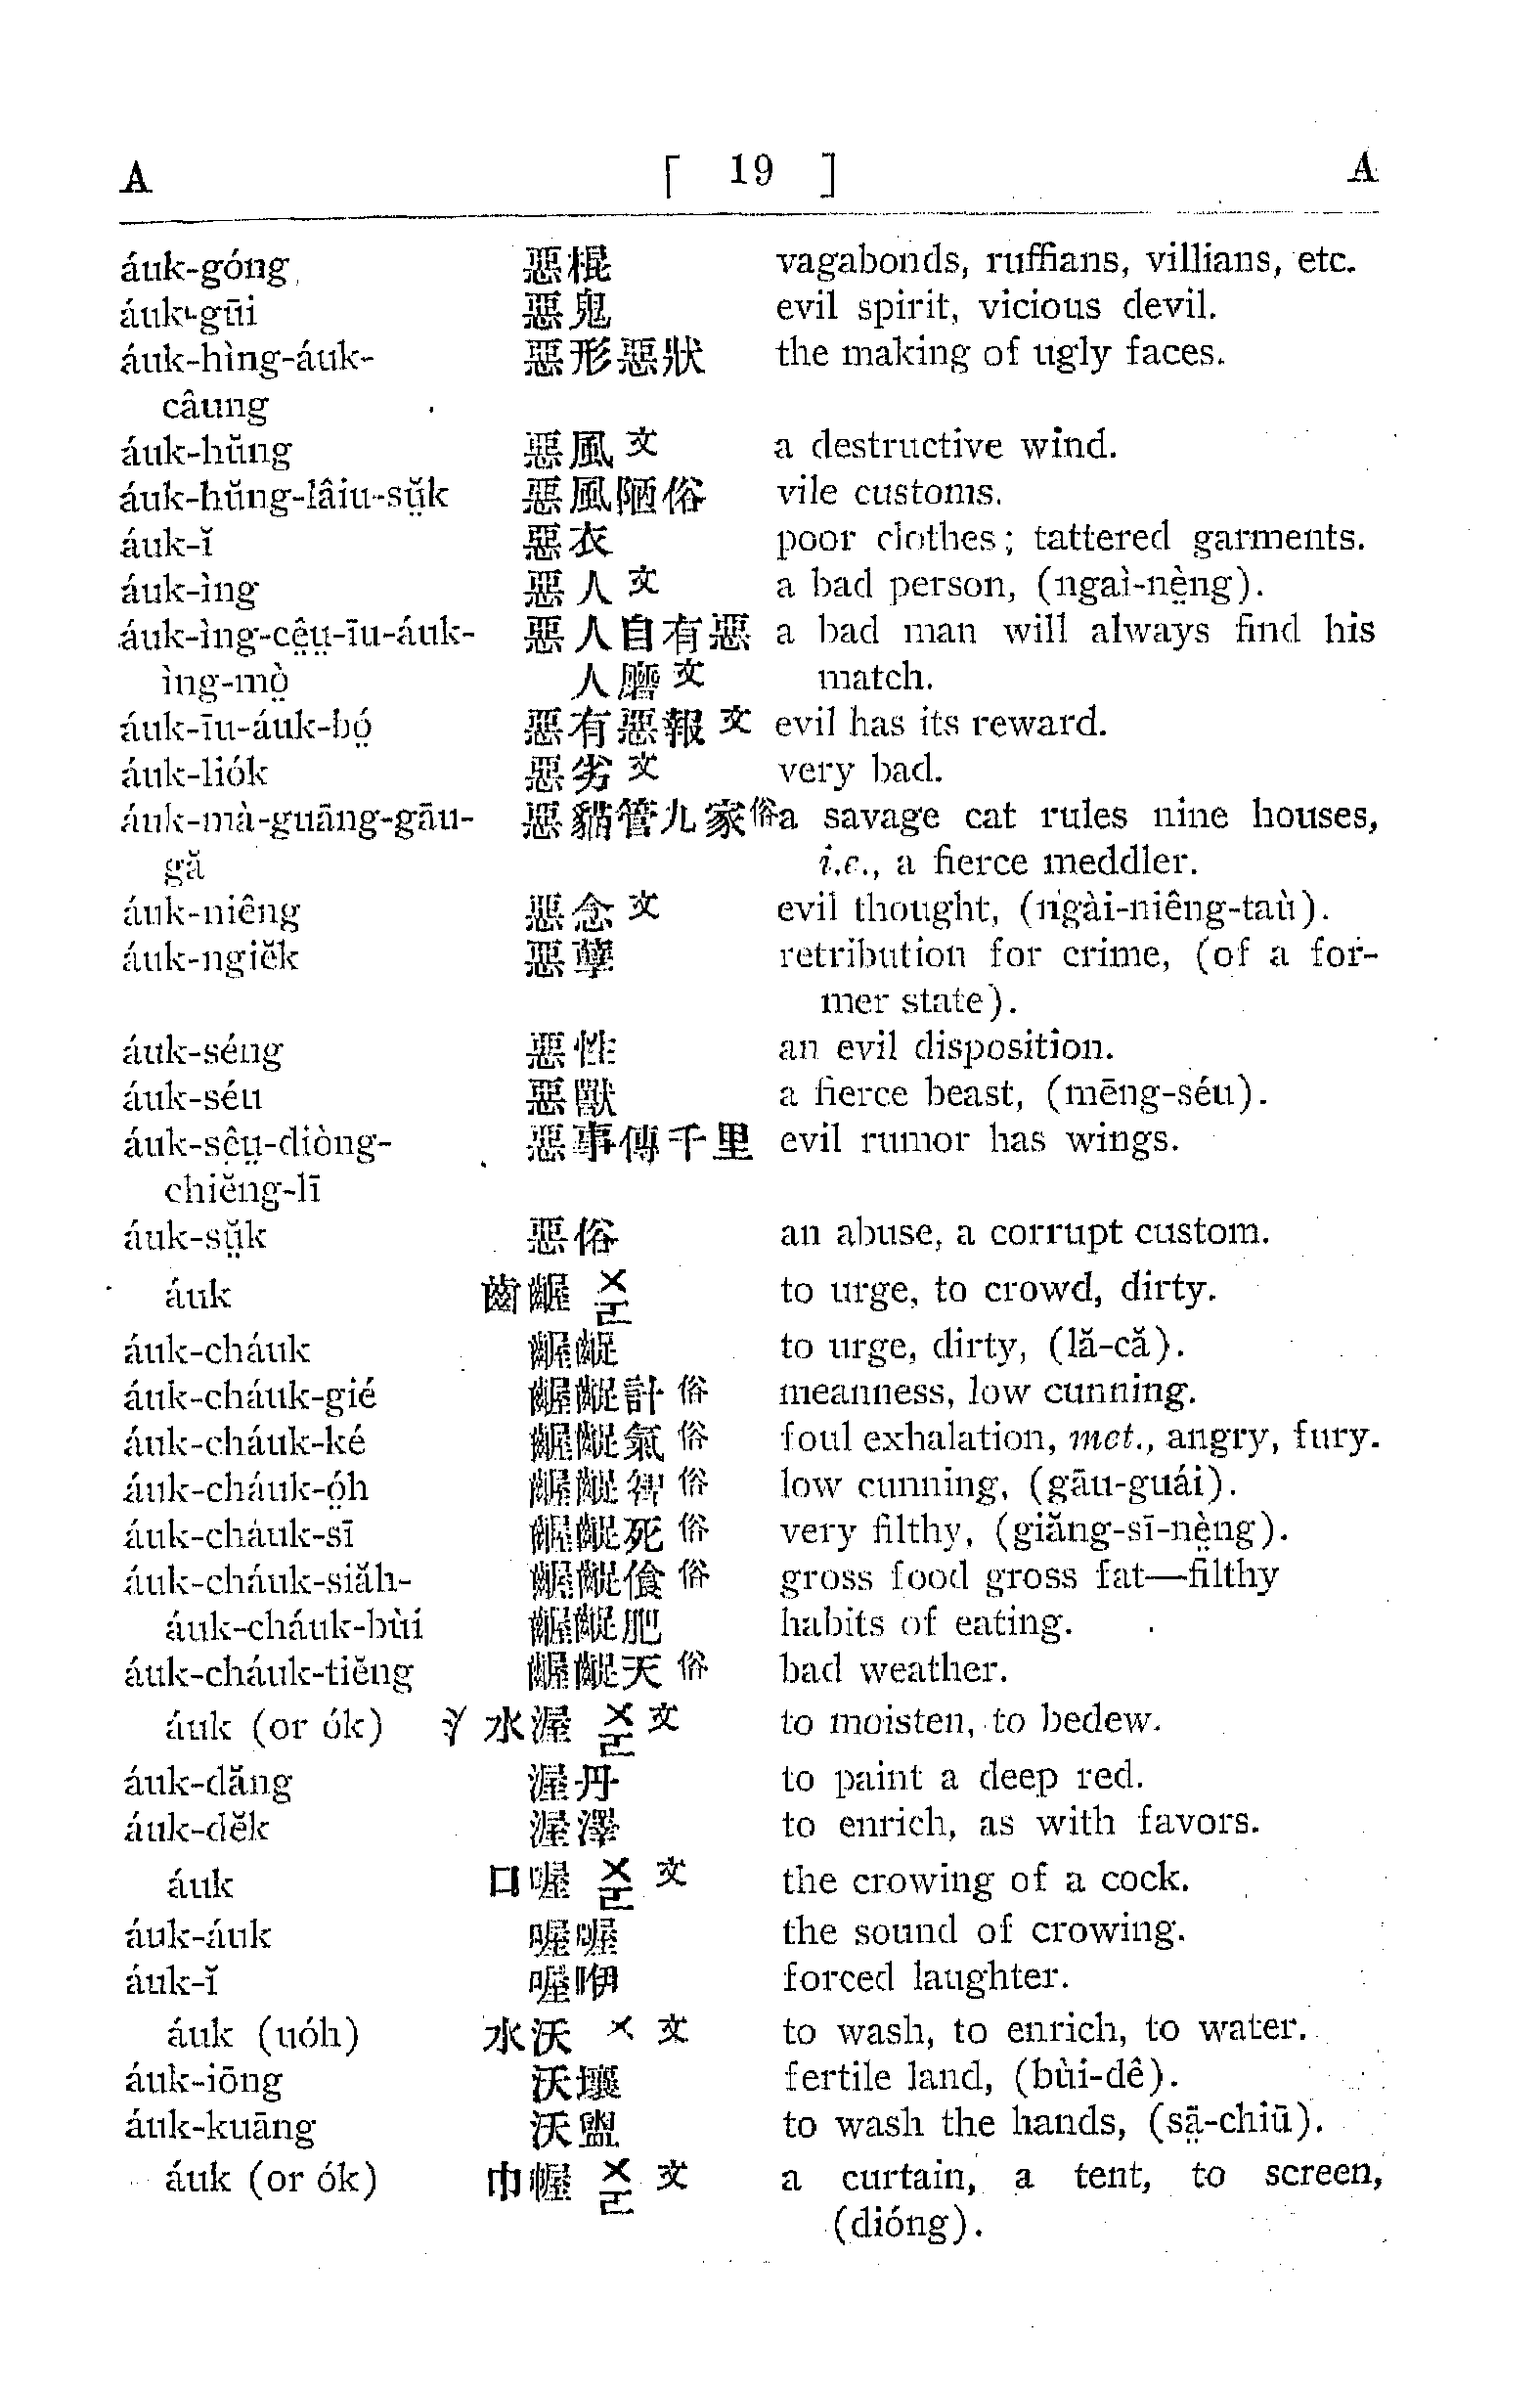 A [ 19 ] A
áuk-góng 惡棍 vagabonds, ruffians, villians, etc.
áuk-gūi 惡鬼 evil spirit, vicious devil.
áuk-hìng-áuk- 惡形惡狀 the making of ugly faces.
câung
áuk-hŭng 惡風 文 a destructive wind.
áuk-hŭng-lâiu-sṳ̆k 惡風陋俗 vile customs.
áuk-ĭ 惡衣 poor clothes; tattered garments.
áuk-ìng 惡人 文 a bad person, (ngaì-nè̤ng).
áuk-ìng-cê̤ṳ-īu-áuk- 惡人自有惡 a bad man will always find his
ìng-mò̤ 人磨 文 match.
áuk-īu-áuk-bó̤ 惡有惡報 文 evil has its reward.
áuk-liók 惡劣 文 very bad.
áuk-mà-guāng-gāu- 惡貓管九家 俗 a savage cat rules nine houses,
gă i.e., a fierce meddler.
áuk-niêng 惡念 文 evil thought, (ngài-niêng-taù).
áuk-ngiĕk 惡孽 retribution for crime, (of a for-
mer state).
áuk-séng 惡性 an evil disposition.
áuk-séu 惡獸 a fierce beast, (mēng-séu).
áuk-sê̤ṳ-diòng- 惡事傳千里 evil rumor has wings.
chiĕng-lī
áuk-sṳ̆k 惡俗 an abuse, a corrupt custom.
áuk 齒齷 ㄨㄛ to urge, to crowd, dirty.
áuk-cháuk 齷齪 to urge, dirty, (lă-că).
áuk-cháuk-gié 齷齪計 俗 meanness, low cunning.
áuk-cháuk-ké 齷齪氣 俗 foul exhalation, met., angry, fury.
áuk-cháuk-ó̤h 齷齪 俗 low cunning, (gāu-guái).
áuk-cháuk-sī 齷齪死 俗 very filthy, (giăng-sī-nè̤ng).
áuk-cháuk-siăh- 齷齪飠 俗 gross food gross fat—filthy
áuk-cháuk-bùi 齷齪肥 habits of eating.
áuk-cháuk-tiĕng 齷齪天 俗 bad weather.
áuk (or ók) 水渥 ㄨㄛ 文 to moisten, to bedew.
áuk-dăng 渥丹 to paint a deep red.
áuk-dĕk 渥澤 to enrich, as with favors.
áuk 口喔 ㄨㄛ 文 the crowing of a cock.
áuk-áuk 喔喔 the sound of crowing.
áuk-ĭ 喔咿 forced laughter.
áuk (uóh) 水沃 ㄨ 文 to wash, to enrich, to water.
áuk-iōng 沃壤 fertile land, (bùi-dê).
áuk-kuāng 沃盥 to wash the hands, (sā̤-chiū).
áuk (or ók) 巾幄 ㄨㄛ 文 a curtain, a tent, to screen,
(dióng).